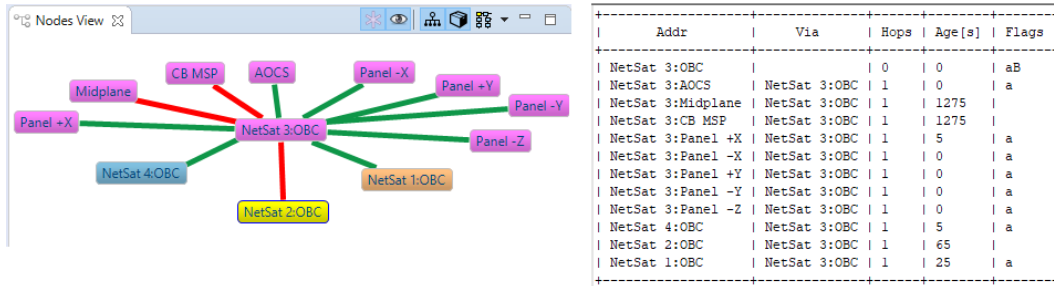 Nodes View
CB MSP
AOCS
Panel -X
Midplane
Panel +Y
Panel -Y
Panel +X
NetSat 3:OBC
Panel -Z
NetSat 4:OBC
NetSat 1:OBC
NetSat 2:OBC
Addr | Via | Hops | Age[s] | Flags
NetSat 3:OBC | | 0 | 0 | aB
NetSat 3:AOCS | NetSat 3:OBC | 1 | 0 | a
NetSat 3:Midplane | NetSat 3:OBC | 1 | 1275 |
NetSat 3:CB MSP | NetSat 3:OBC | 1 | 1275 |
NetSat 3:Panel +X | NetSat 3:OBC | 1 | 5 | a
NetSat 3:Panel -X | NetSat 3:OBC | 1 | 0 | a
NetSat 3:Panel +Y | NetSat 3:OBC | 1 | 0 | a
NetSat 3:Panel -Y | NetSat 3:OBC | 1 | 0 | a
NetSat 3:Panel -Z | NetSat 3:OBC | 1 | 0 | a
NetSat 4:OBC | NetSat 3:OBC | 1 | 5 | a
NetSat 2:OBC | NetSat 3:OBC | 1 | 65 |
NetSat 1:OBC | NetSat 3:OBC | 1 | 25 | a